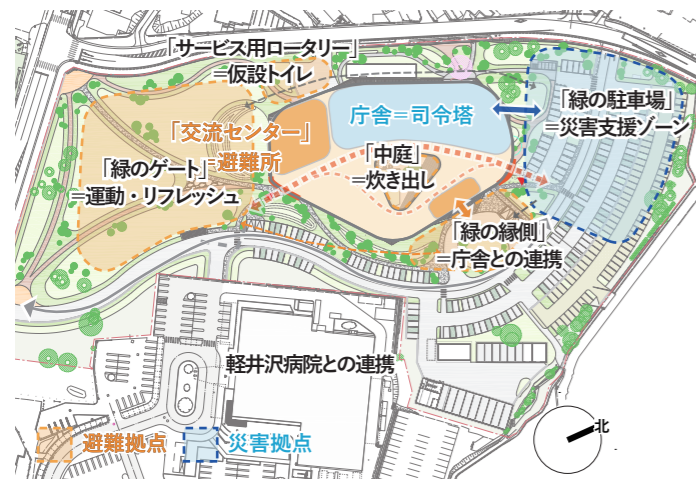 「サービス用ロータリー」
=仮設トイレ
庁舎=司令塔
「緑の駐車場」
=災害支援ゾーン
「交流センター」
=避難所
「中庭」
=炊き出し
「緑のゲート」
=運動・リフレッシュ
「緑の縁側」
=庁舎との連携
軽井沢病院との連携
北
避難拠点
災害拠点